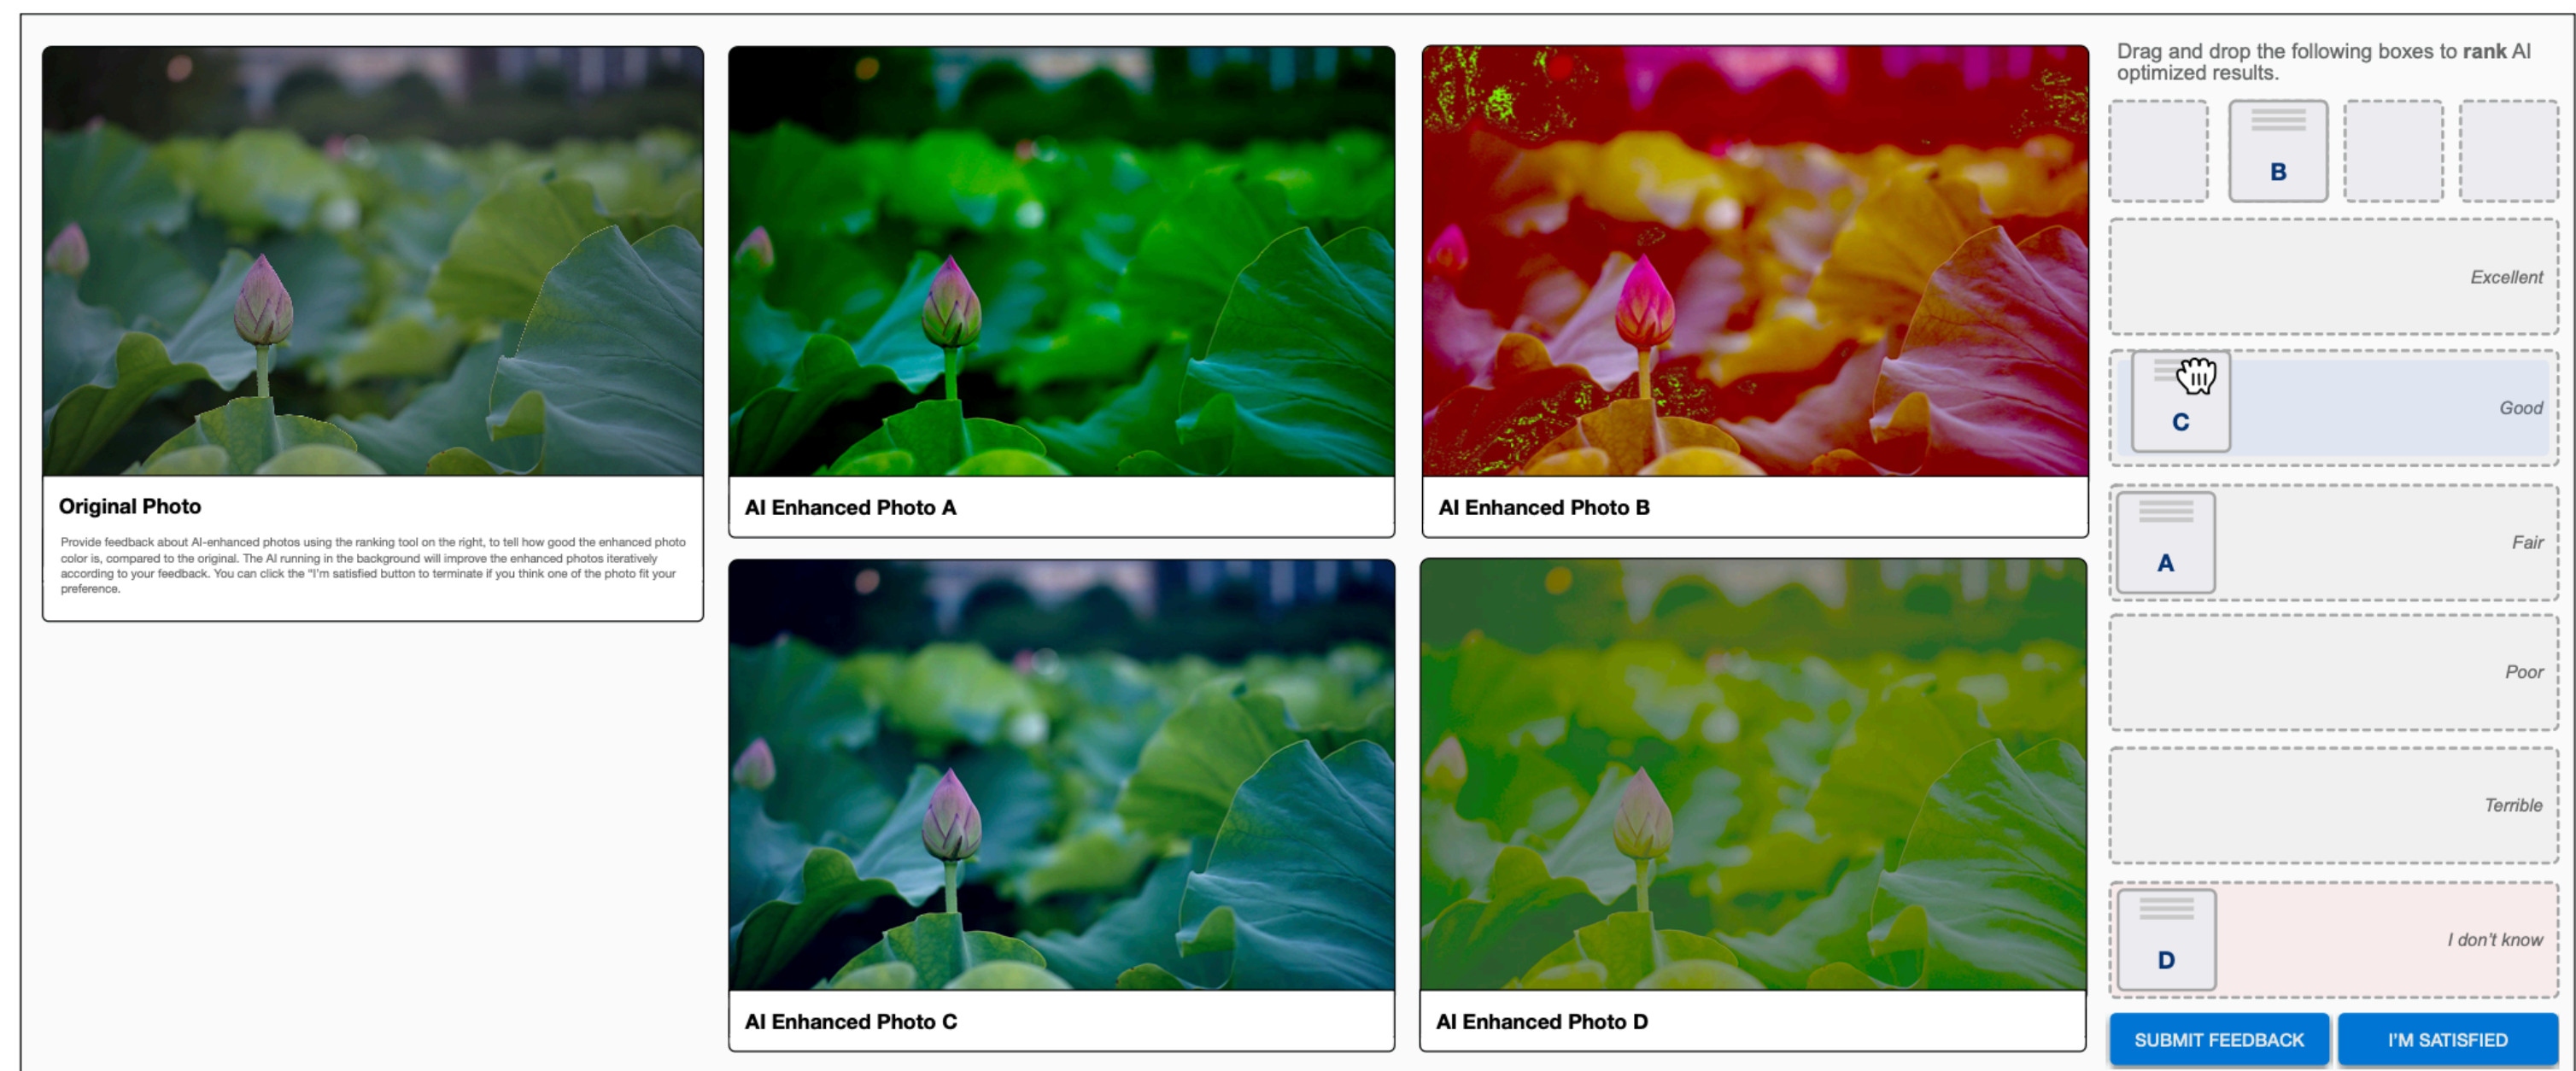 Original Photo
Provide feedback about AI-enhanced photos using the ranking tool on the right, to tell how good the enhanced photo
color is, compared to the original. The AI running in the background will improve the enhanced photos iteratively
according to your feedback. You can click the "I'm satisfied button to terminate if you think one of the photo fit your
preference.
AI Enhanced Photo A
AI Enhanced Photo B
AI Enhanced Photo C
AI Enhanced Photo D
Drag and drop the following boxes to rank AI
optimized results.
B
Excellent
C
Good
A
Fair
Poor
Terrible
D
I don't know
SUBMIT FEEDBACK
I'M SATISFIED